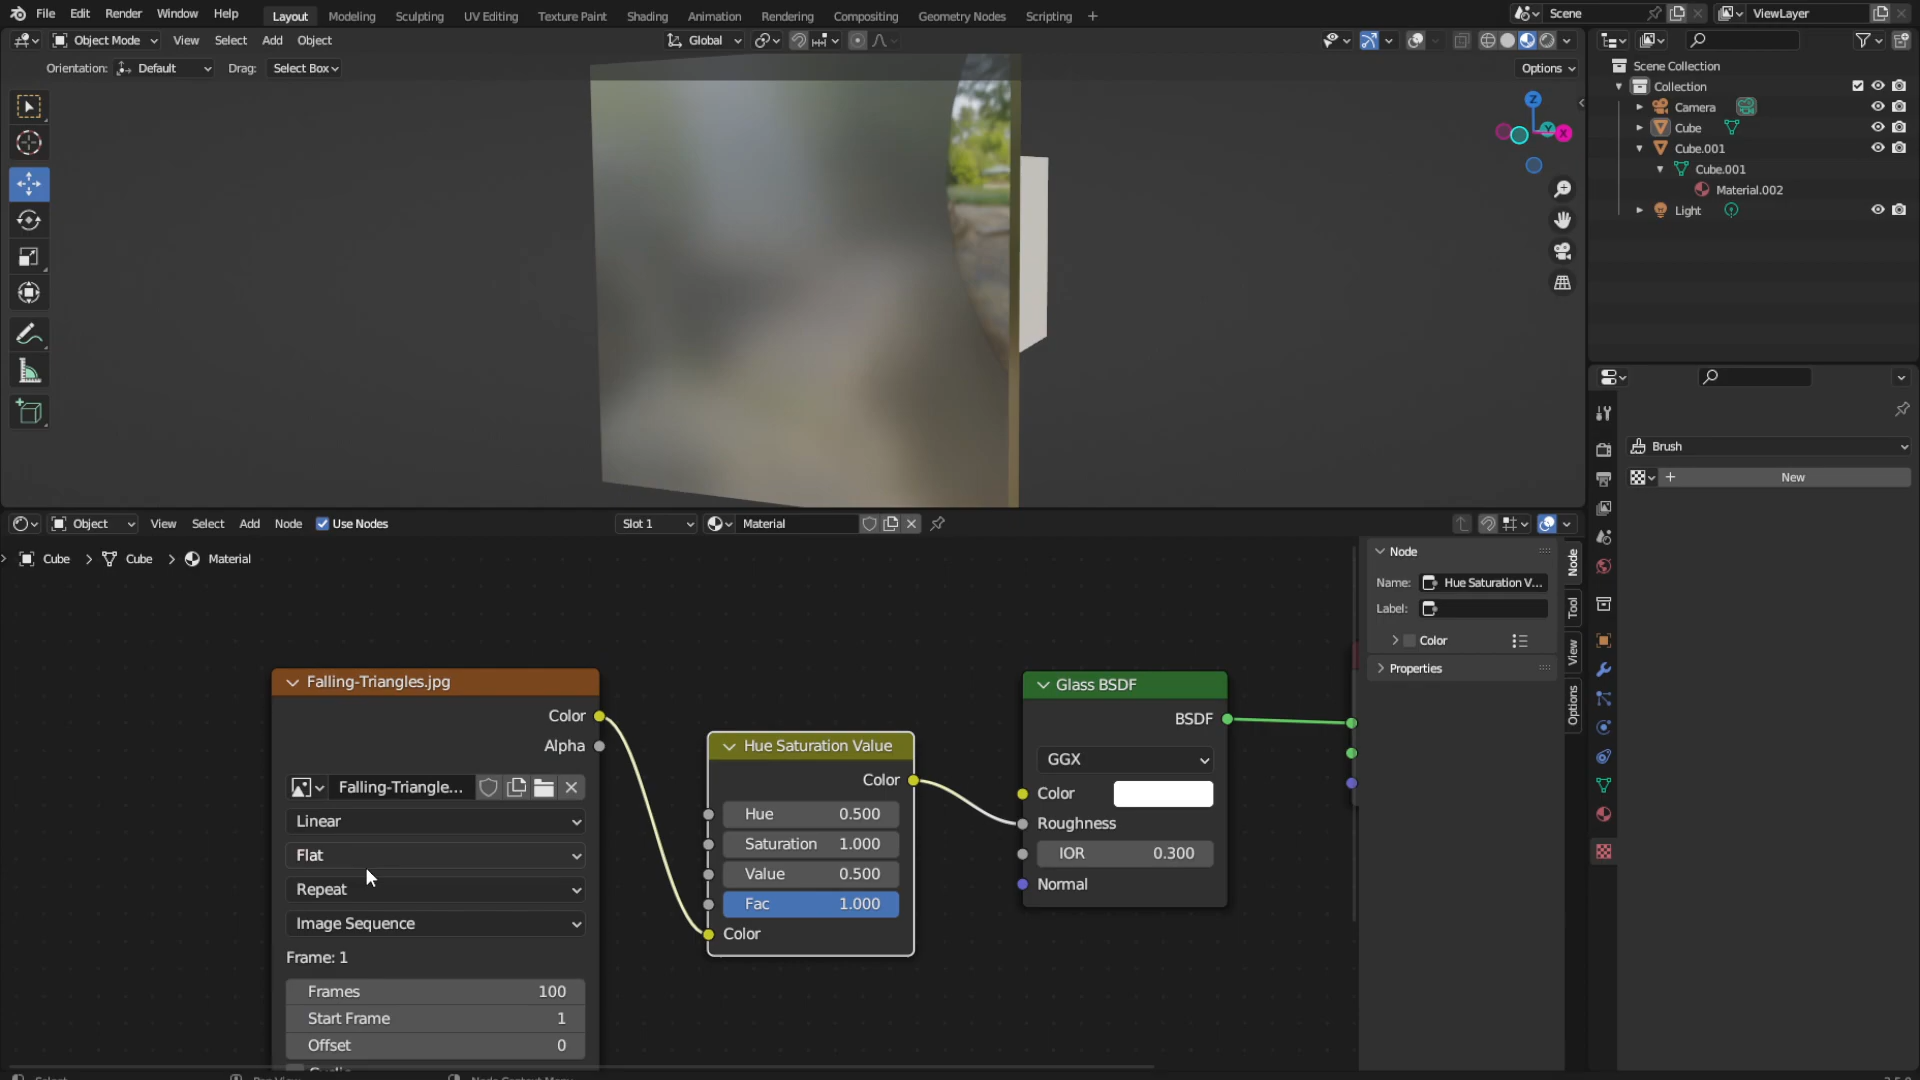 File Edit Render Window Help Layout Modeling Sculpting UV Editing Texture Paint Shading Animation Rendering Compositing Geometry Nodes Scripting + Scene ViewLayer
Object Mode View Select Add Object Global
Orientation: Default Drag: Select Box Options
Z
Y
X
Scene Collection
Collection
Camera
Cube
Cube.001
Cube.001
Material.002
Light
Brush
+ New
Object View Select Add Node Use Nodes Slot 1 Material
Cube > Cube > Material
Node
Name: Hue Saturation V...
Label:
Color
Properties
Node
Tool
View
Options
Falling-Triangles.jpg
Color
Alpha
Falling-Triangle...
Linear
Flat
Repeat
Image Sequence
Frame: 1
Frames 100
Start Frame 1
Offset 0
Hue Saturation Value
Color
Hue 0.500
Saturation 1.000
Value 0.500
Fac 1.000
Color
Glass BSDF
BSDF
GGX
Color
Roughness
IOR 0.300
Normal